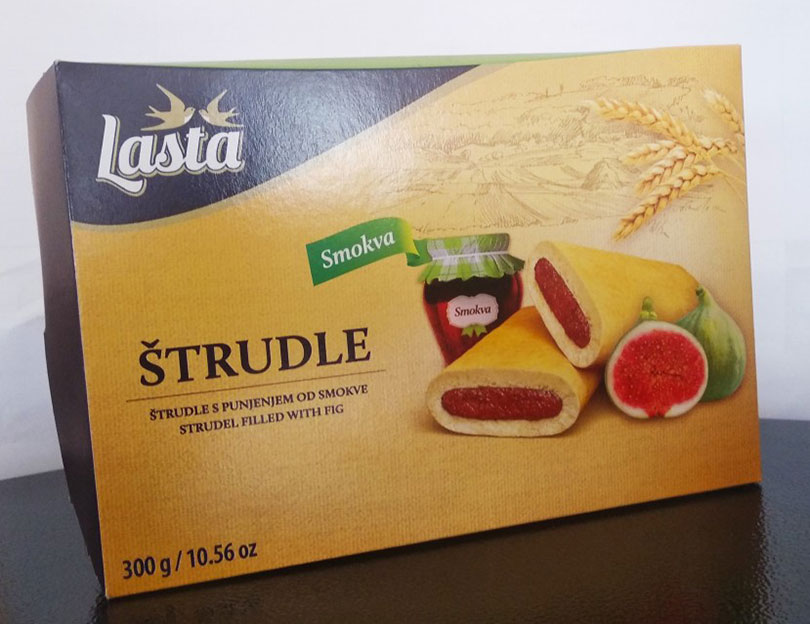 Lasta
Smokva
Smokva
ŠTRUDLE
ŠTRUDLE S PUNJENJEM OD SMOKVE
STRUDEL FILLED WITH FIG
300 g / 10.56 oz